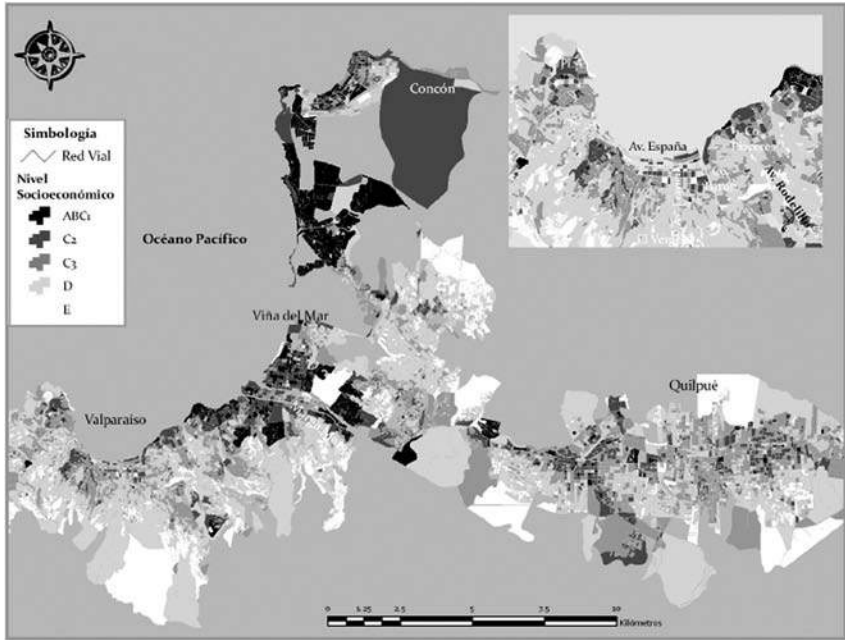 Simbología
Red Vial
Nivel
Socioeconómico
ABC1
C2
C3
D
E
Océano Pacífico
Concón
Viña del Mar
Valparaíso
Quilpué
Av. España
0 1.25 2.5 5 7.5 10
Kilómetros